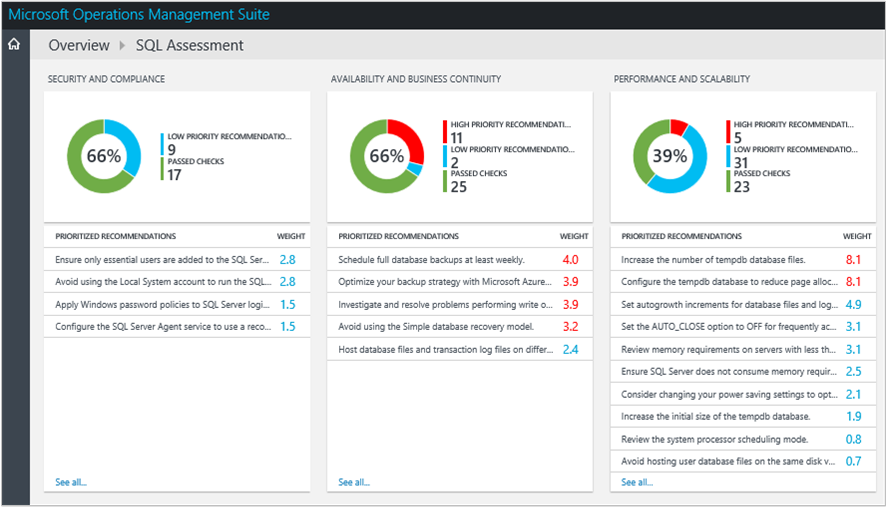 Microsoft Operations Management Suite
Overview SQL Assessment
SECURITY AND COMPLIANCE
66%
LOW PRIORITY RECOMMENDATIO...
9
PASSED CHECKS
17
PRIORITIZED RECOMMENDATIONS WEIGHT
Ensure only essential users are added to the SQL Ser... 2.8
Avoid using the Local System account to run the SQL... 2.8
Apply Windows password policies to SQL Server logi... 1.5
Configure the SQL Server Agent service to use a reco... 1.5
See all...
AVAILABILITY AND BUSINESS CONTINUITY
66%
HIGH PRIORITY RECOMMENDATI...
11
LOW PRIORITY RECOMMENDATIO...
2
PASSED CHECKS
25
PRIORITIZED RECOMMENDATIONS WEIGHT
Schedule full database backups at least weekly. 4.0
Optimize your backup strategy with Microsoft Azure... 3.9
Investigate and resolve problems performing write o... 3.9
Avoid using the Simple database recovery model. 3.2
Host database files and transaction log files on differ... 2.4
See all...
PERFORMANCE AND SCALABILITY
39%
HIGH PRIORITY RECOMMENDATI...
5
LOW PRIORITY RECOMMENDATIO...
31
PASSED CHECKS
23
PRIORITIZED RECOMMENDATIONS WEIGHT
Increase the number of tempdb database files. 8.1
Configure the tempdb database to reduce page alloc... 8.1
Set autogrowth increments for database files and log... 4.9
Set the AUTO_CLOSE option to OFF for frequently ac... 3.1
Review memory requirements on servers with less th... 3.1
Ensure SQL Server does not consume memory requir... 2.5
Consider changing your power saving settings to opt... 2.1
Increase the initial size of the tempdb database. 1.9
Review the system processor scheduling mode. 0.8
Avoid hosting user database files on the same disk v... 0.7
See all...